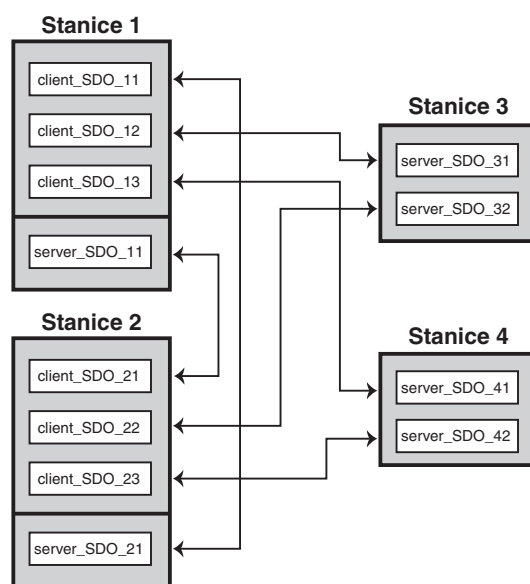 Stanice 1
client_SDO_11
client_SDO_12
client_SDO_13
server_SDO_11
Stanice 2
client_SDO_21
client_SDO_22
client_SDO_23
server_SDO_21
Stanice 3
server_SDO_31
server_SDO_32
Stanice 4
server_SDO_41
server_SDO_42